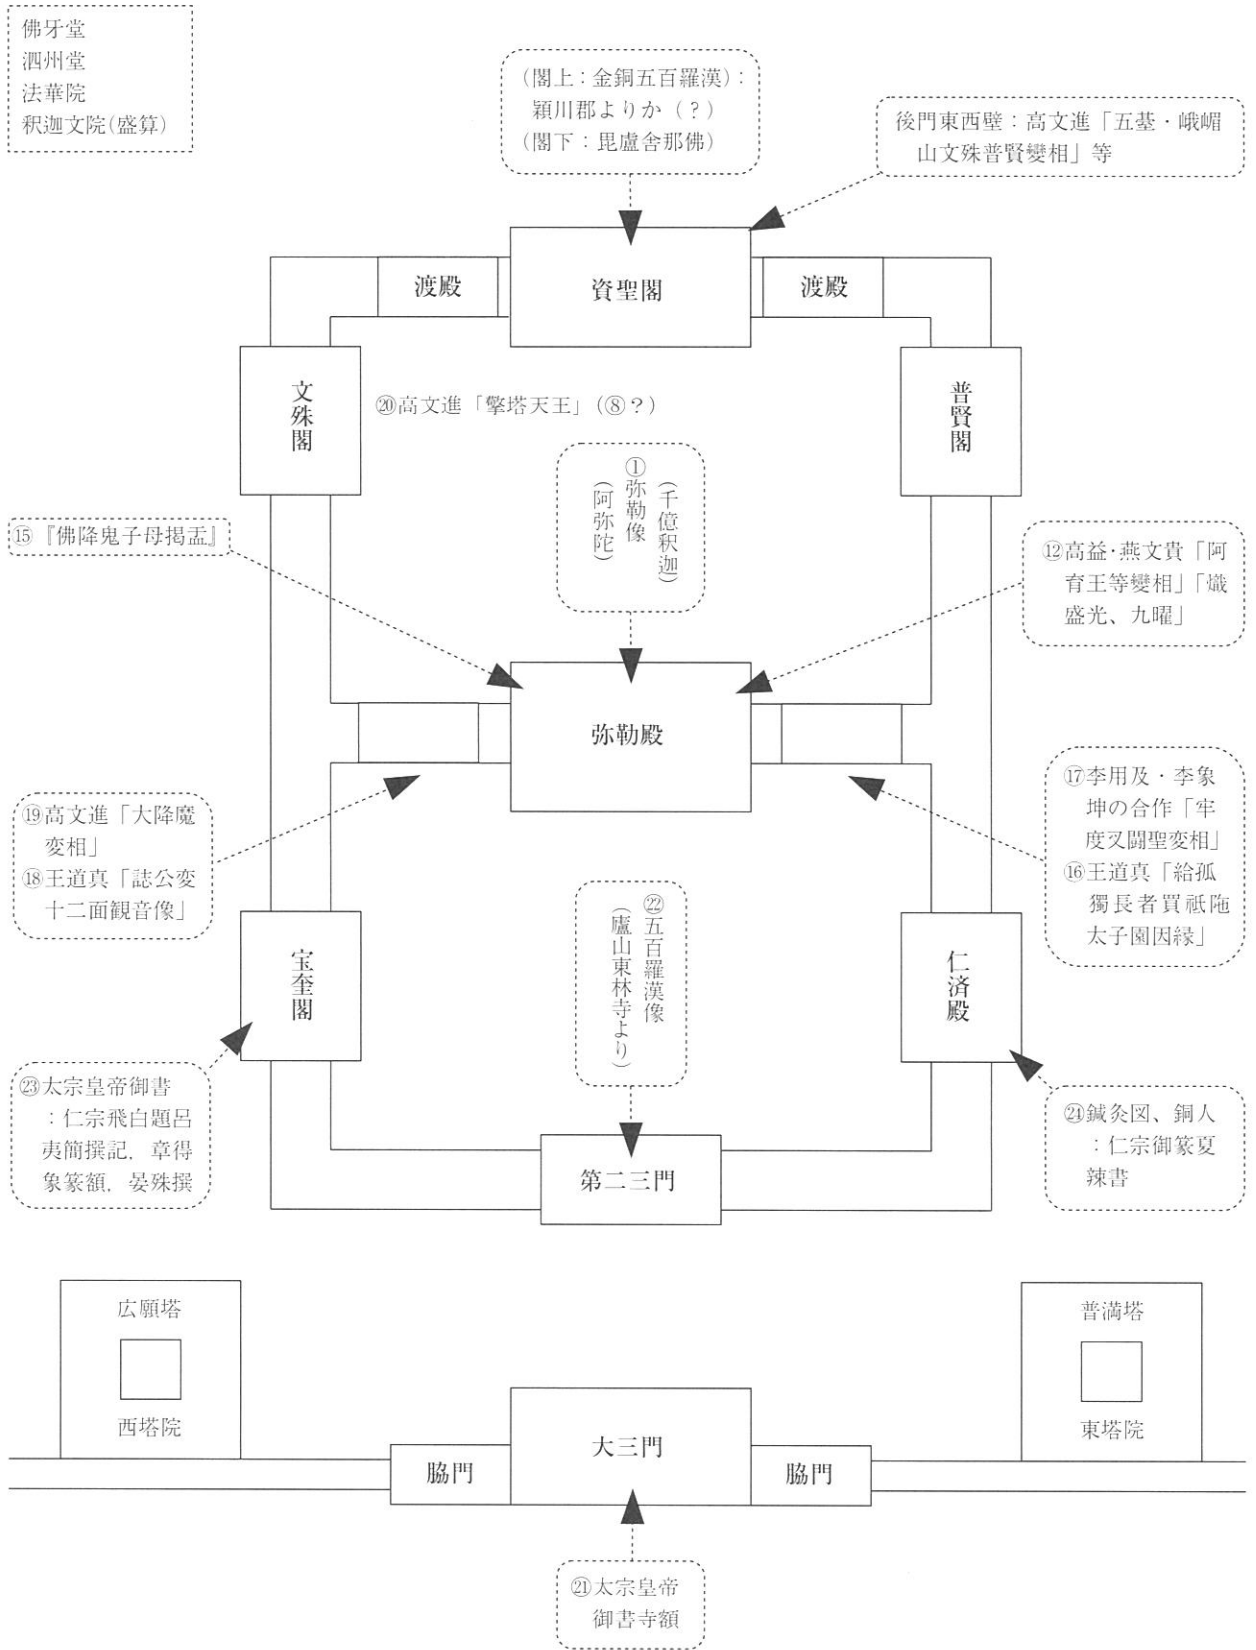 佛牙堂
泗州堂
法華院
釈迦文院(盛算)
(閣上：金銅五百羅漢)：
穎川郡よりか（？）
(閣下：毘盧舎那佛)
後門東西壁：高文進「五䑓・峨嵋
山文殊普賢變相」等
渡殿
資聖閣
渡殿
文殊閣
⑳高文進「擎塔天王」(⑧？)
普賢閣
(千億釈迦)
①弥勒像
(阿弥陀)
⑮『佛降鬼子母掲盂』
⑫高益・燕文貴「阿
育王等變相」「熾
盛光、九曜」
弥勒殿
⑲高文進「大降魔
変相」
⑱王道真「誌公変
十二面観音像」
⑰李用及・李象
坤の合作「牢
度叉闘聖変相」
⑯王道真「給孤
獨長者買祇陁
太子園因縁」
㉒五百羅漢像
(廬山東林寺より)
宝奎閣
仁済殿
㉓太宗皇帝御書
：仁宗飛白題呂
夷簡撰記，章得
象篆額，晏殊撰
㉔鍼灸図、銅人
：仁宗御篆夏
竦書
第二三門
広願塔
西塔院
普満塔
東塔院
脇門
大三門
脇門
㉑太宗皇帝
御書寺額